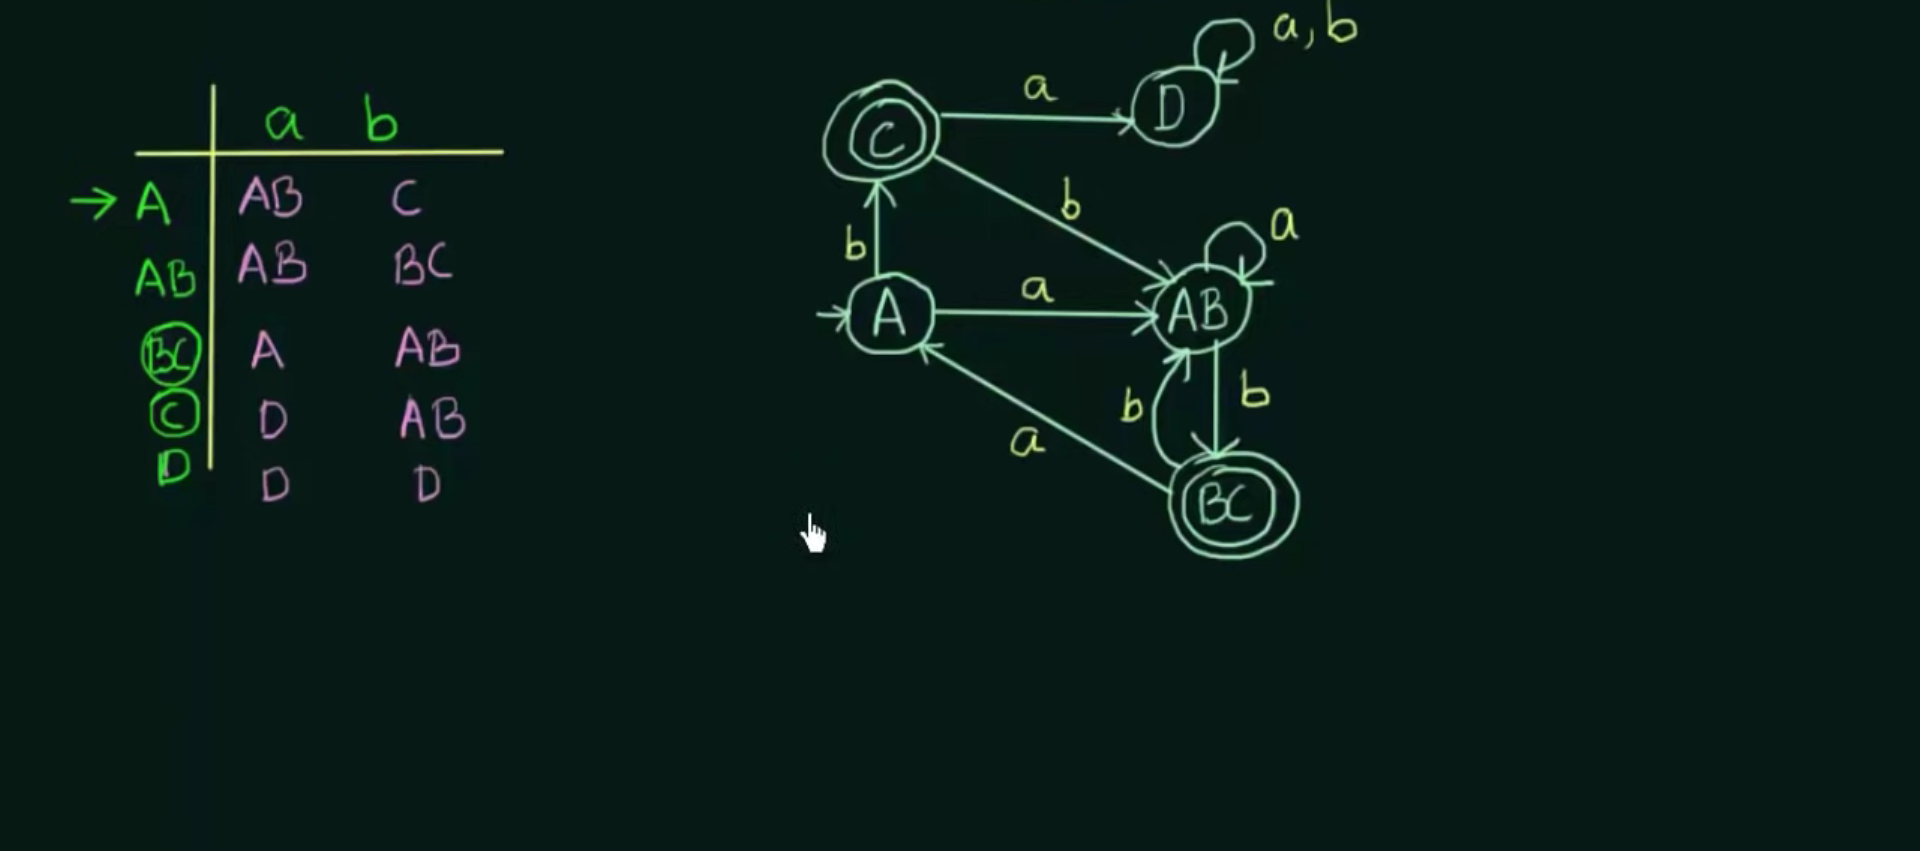 a b
→ A AB C
AB AB BC
BC A AB
C D AB
D D D
a, b
C a D
b
b
a
A a AB
b
b
a
BC